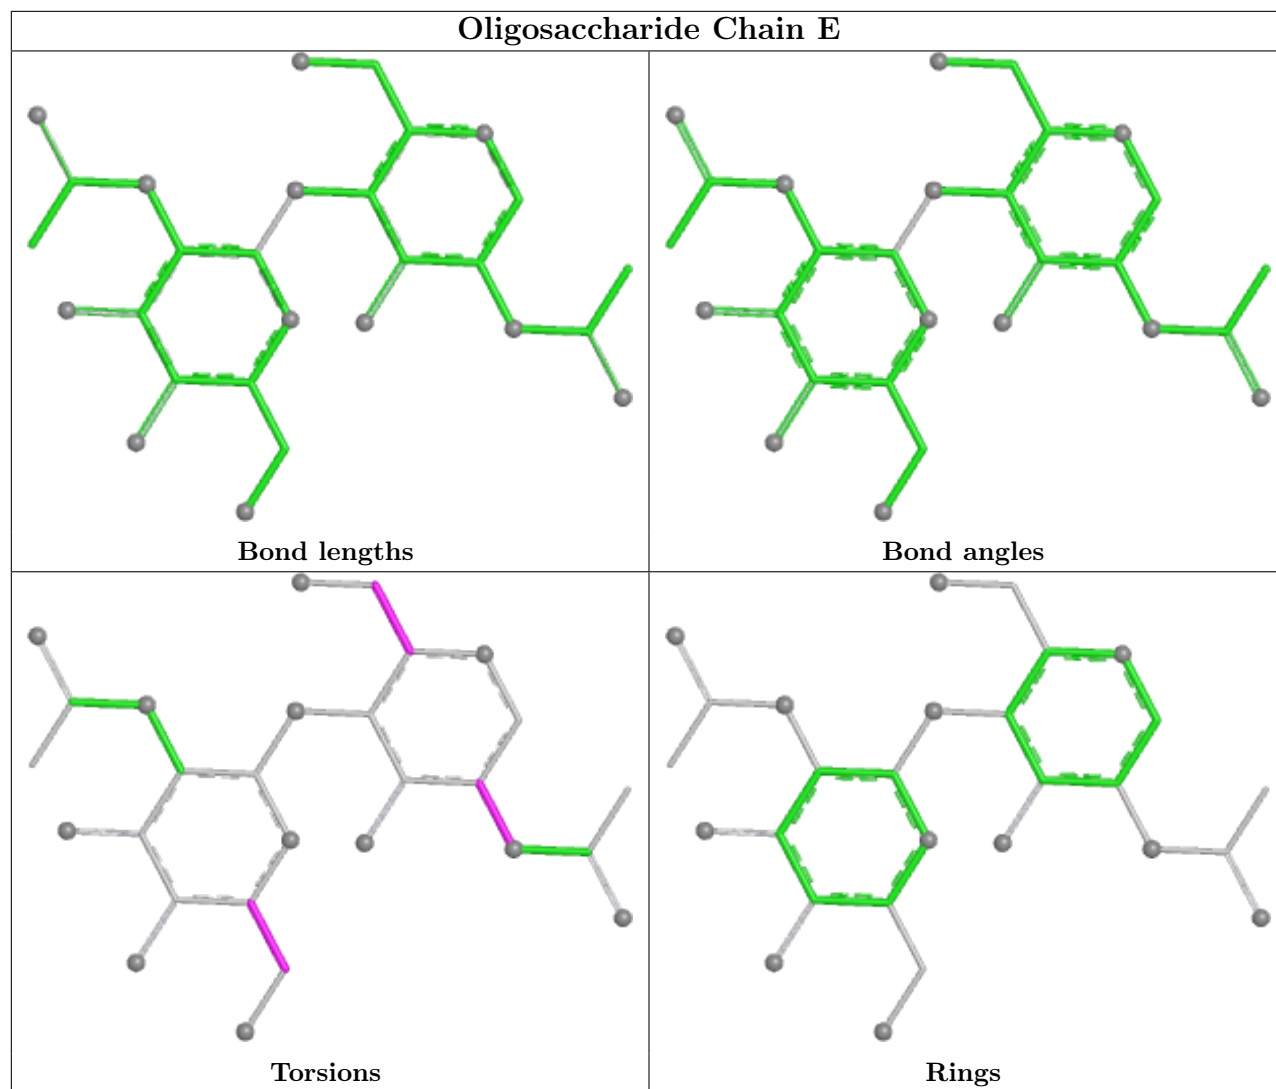 Oligosaccharide Chain E
Bond lengths
Bond angles
Torsions
Rings